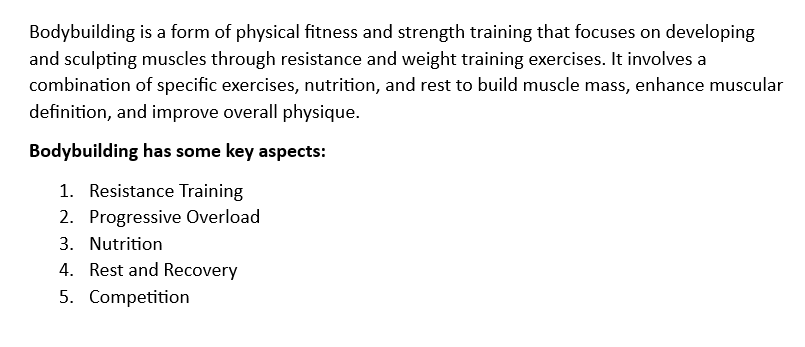 Bodybuilding is a form of physical fitness and strength training that focuses on developing
and sculpting muscles through resistance and weight training exercises. It involves a
combination of specific exercises, nutrition, and rest to build muscle mass, enhance muscular
definition, and improve overall physique.
Bodybuilding has some key aspects:
1. Resistance Training
2. Progressive Overload
3. Nutrition
4. Rest and Recovery
5. Competition